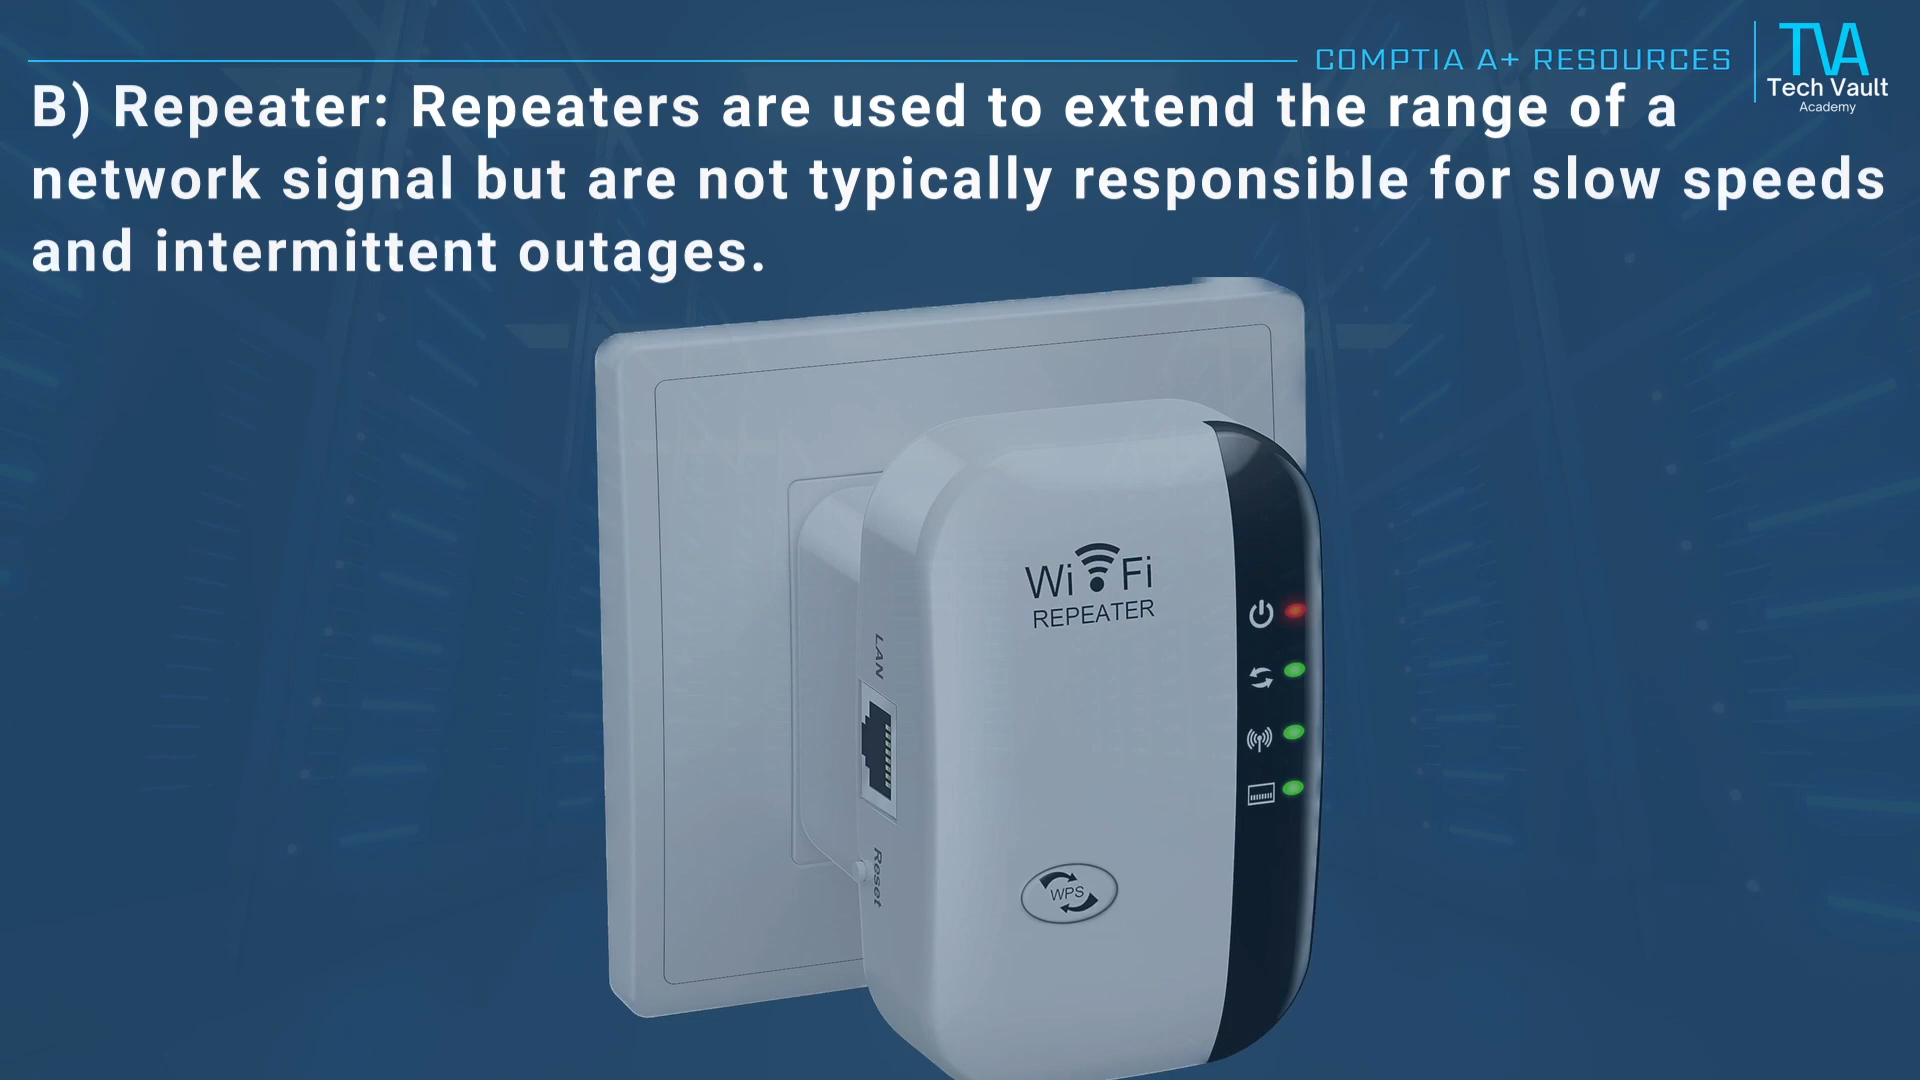 COMPTIA A+ RESOURCES
TVA
Tech Vault
Academy
B) Repeater: Repeaters are used to extend the range of a
network signal but are not typically responsible for slow speeds
and intermittent outages.
Wi Fi
REPEATER
LAN
Reset
WPS